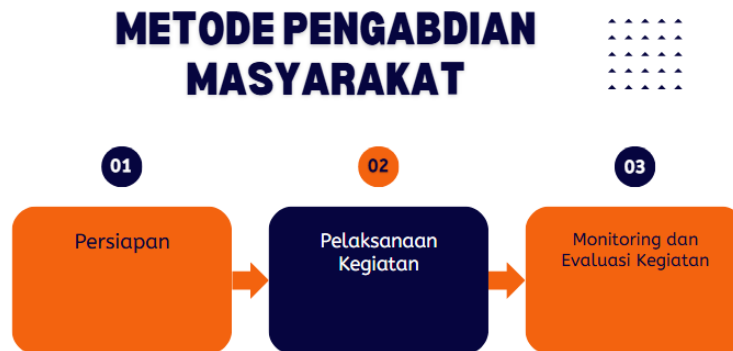 METODE PENGABDIAN
MASYARAKAT
01
02
03
Persiapan
Pelaksanaan
Kegiatan
Monitoring dan
Evaluasi Kegiatan